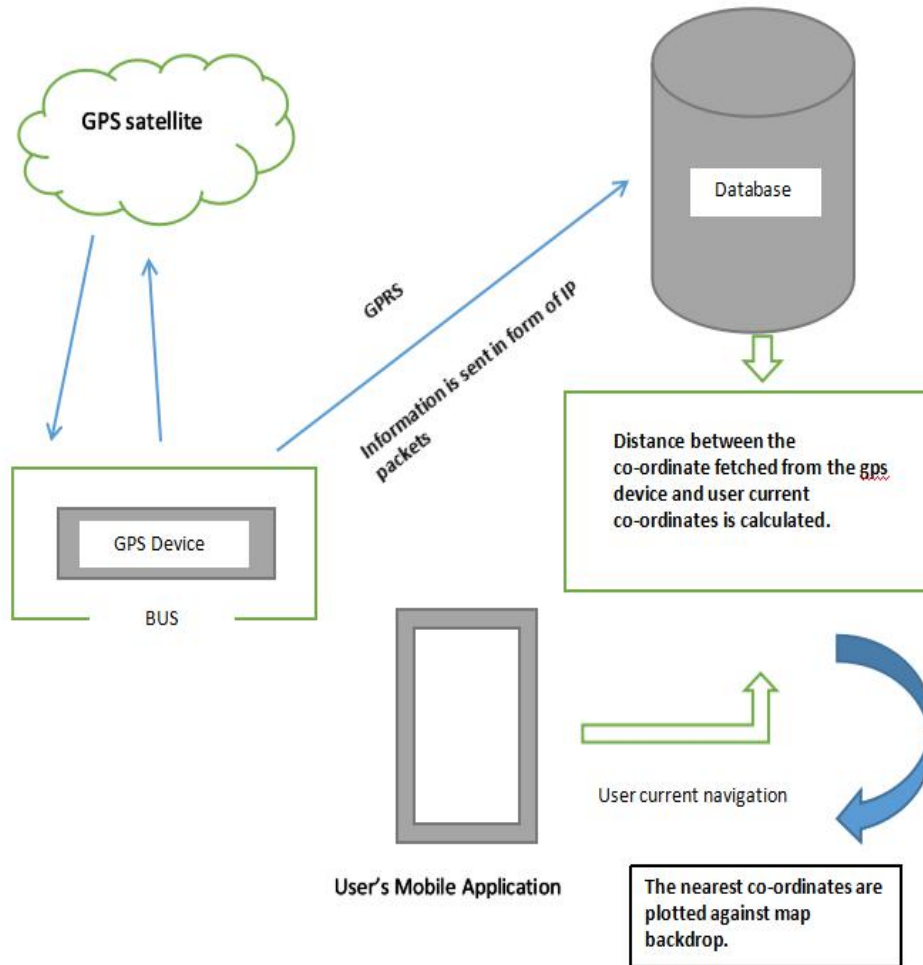 GPS satellite
Database
GPRS
Information is sent in form of IP
packets
Distance between the
co-ordinate fetched from the gps
device and user current
co-ordinates is calculated.
GPS Device
BUS
User current navigation
User's Mobile Application
The nearest co-ordinates are
plotted against map
backdrop.